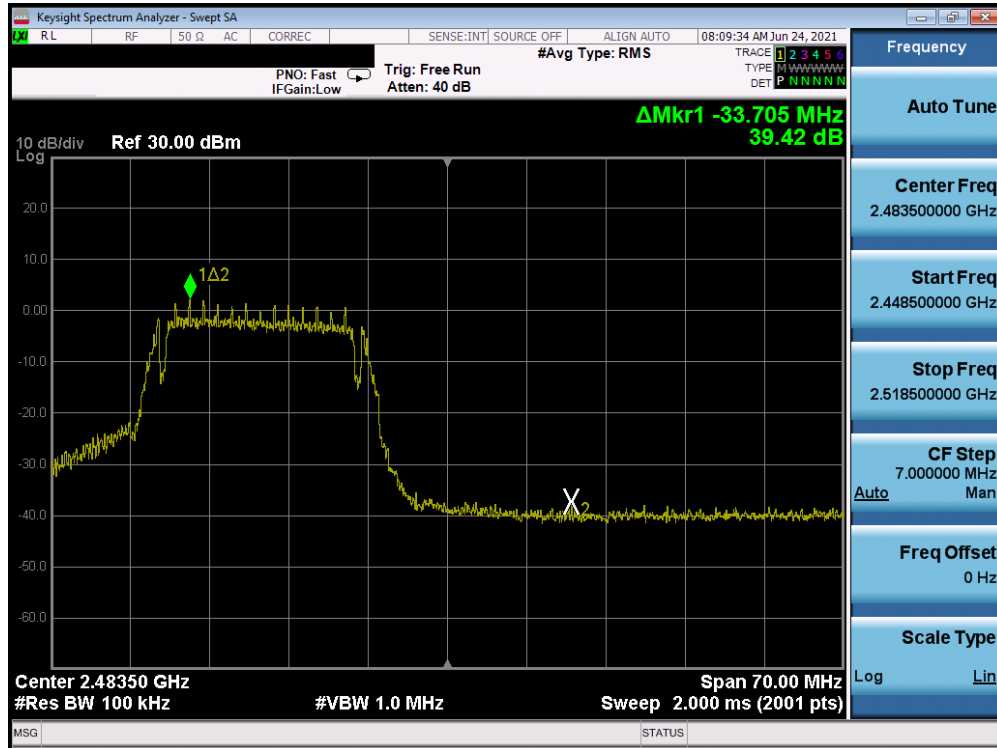 Keysight Spectrum Analyzer - Swept SA
LXI RL RF 50 Ω AC CORREC SENSE:INT SOURCE OFF ALIGN AUTO 08:09:34 AM Jun 24, 2021
#Avg Type: RMS
TRACE 1 2 3 4 5 6
TYPE M WWWWW
DET P N N N N N
PNO: Fast Trig: Free Run
IFGain:Low Atten: 40 dB
ΔMkr1 -33.705 MHz
39.42 dB
10 dB/div Ref 30.00 dBm
Log
20.0
10.0
1Δ2
0.00
-10.0
-20.0
-30.0
-40.0
X2
-50.0
-60.0
Center 2.48350 GHz Span 70.00 MHz
#Res BW 100 kHz #VBW 1.0 MHz Sweep 2.000 ms (2001 pts)
MSG STATUS
Frequency
Auto Tune
Center Freq
2.483500000 GHz
Start Freq
2.448500000 GHz
Stop Freq
2.518500000 GHz
CF Step
7.000000 MHz
Auto Man
Freq Offset
0 Hz
Scale Type
Log Lin